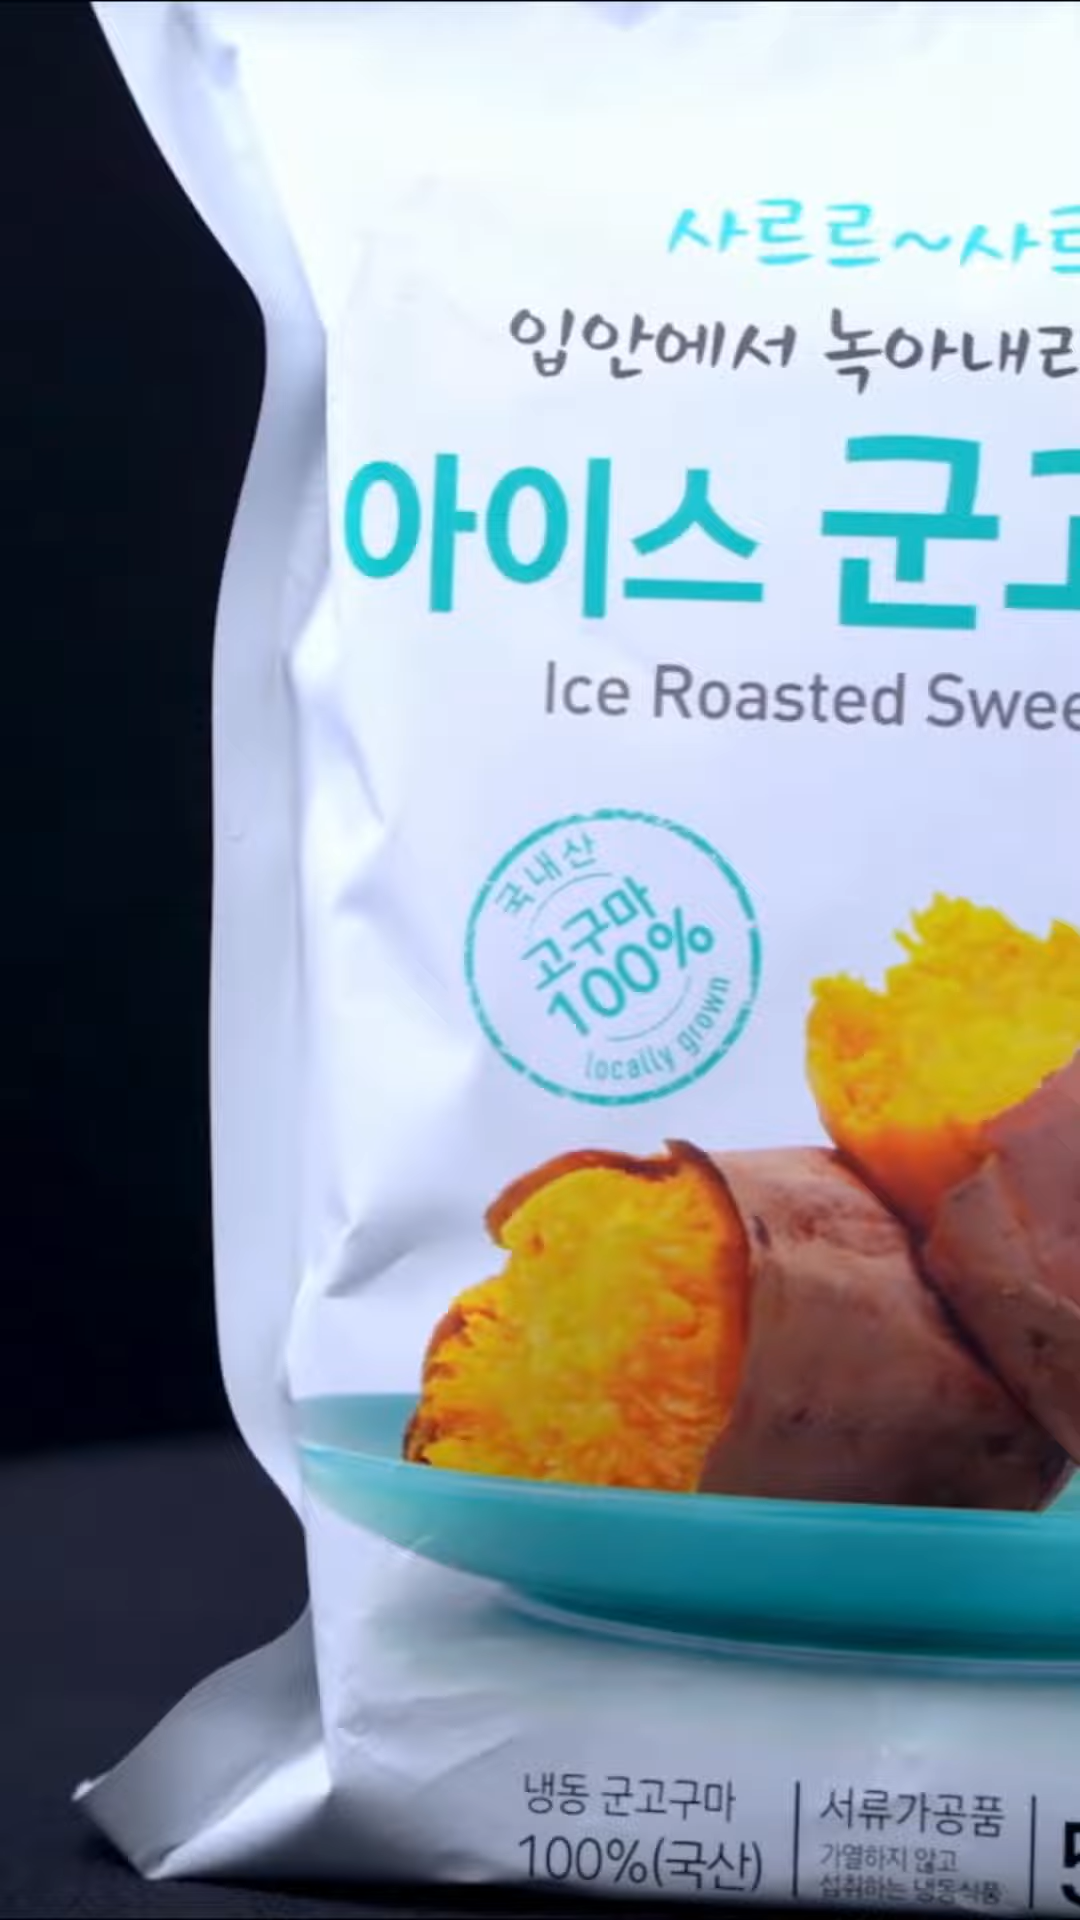 사르르~사르
입안에서 녹아내리
아이스 군고
Ice Roasted Swee
국내산
고구마
100%
locally grown
냉동 군고구마
100%(국산)
서류가공품
가열하지 않고
섭취하는 냉동식품
5